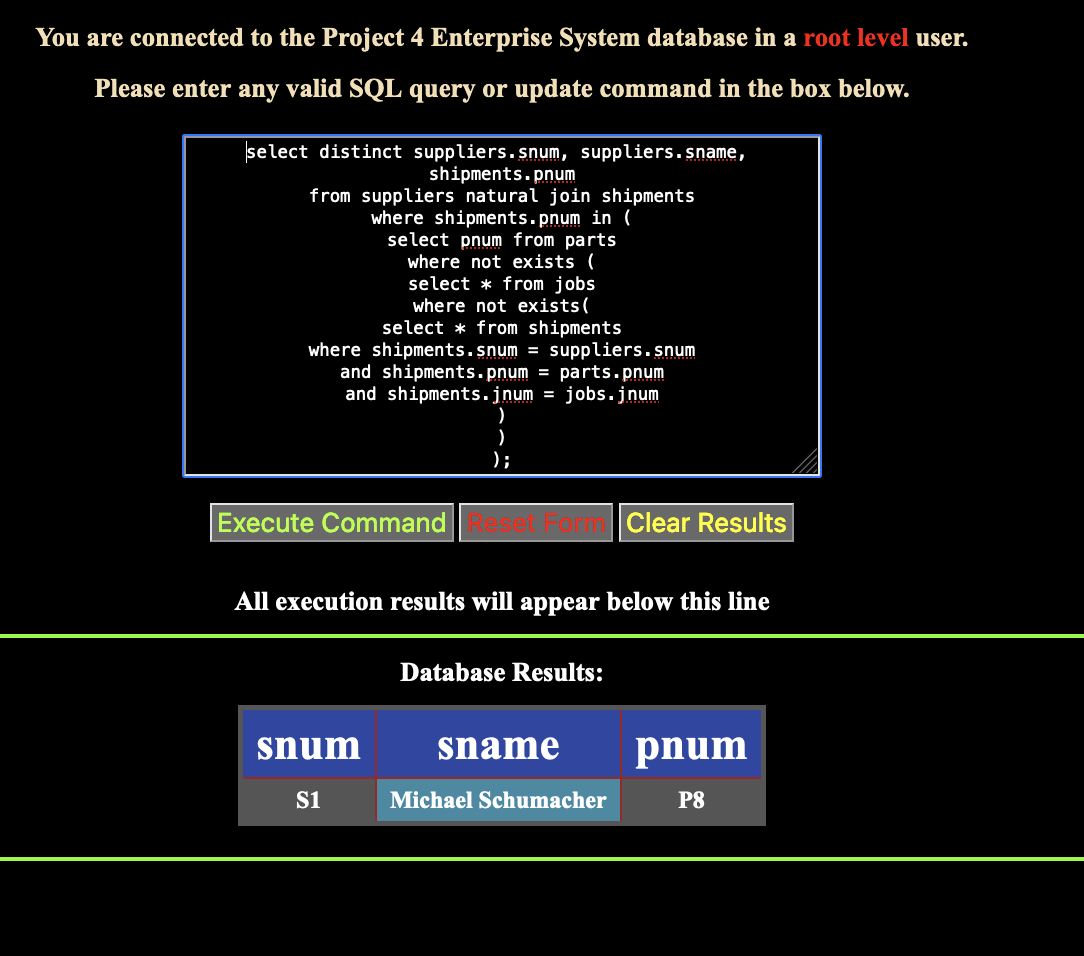 You are connected to the Project 4 Enterprise System database in a root level user.
Please enter any valid SQL query or update command in the box below.
select distinct suppliers.snum, suppliers.sname,
shipments.pnum
from suppliers natural join shipments
where shipments.pnum in (
select pnum from parts
where not exists (
select * from jobs
where not exists(
select * from shipments
where shipments.snum = suppliers.snum
and shipments.pnum = parts.pnum
and shipments.jnum = jobs.jnum
)
)
);
Execute Command Reset Form Clear Results
All execution results will appear below this line
Database Results:
snum sname pnum
S1 Michael Schumacher P8